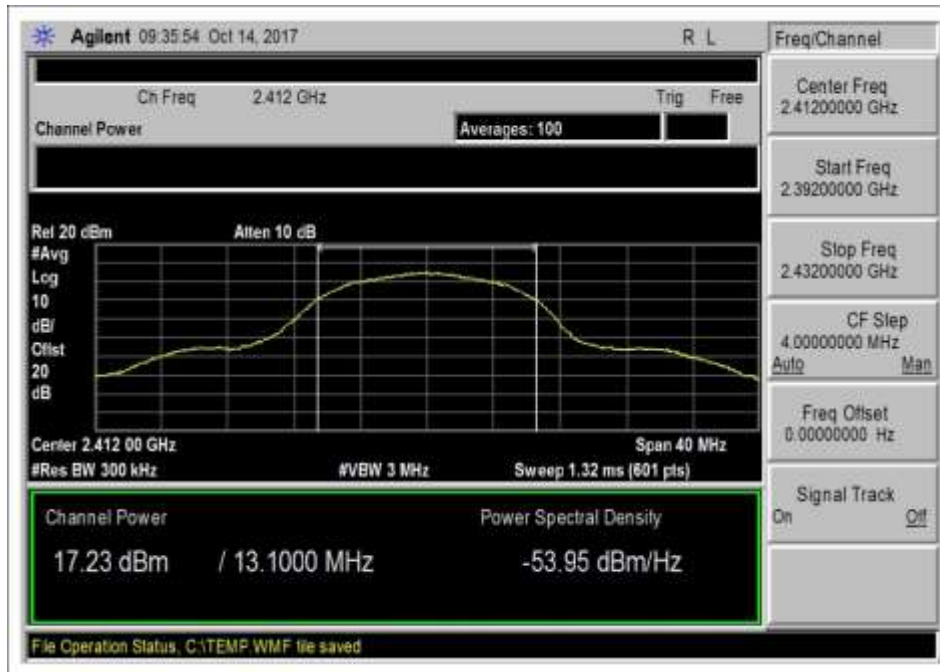 Agilent 09:35:54 Oct 14, 2017 R L
Freq/Channel
Ch Freq 2.412 GHz Trig Free
Channel Power Averages: 100
Center Freq
2.41200000 GHz
Start Freq
2.39200000 GHz
Stop Freq
2.43200000 GHz
CF Step
4.00000000 MHz
Auto Man
Freq Offset
0.00000000 Hz
Signal Track
On Off
Ref 20 dBm Atten 10 dB
#Avg
Log
10
dB/
Offst
20
dB
Center 2.412 00 GHz Span 40 MHz
#Res BW 300 kHz #VBW 3 MHz Sweep 1.32 ms (601 pts)
Channel Power Power Spectral Density
17.23 dBm / 13.1000 MHz -53.95 dBm/Hz
File Operation Status, C:\TEMP.WMF file saved